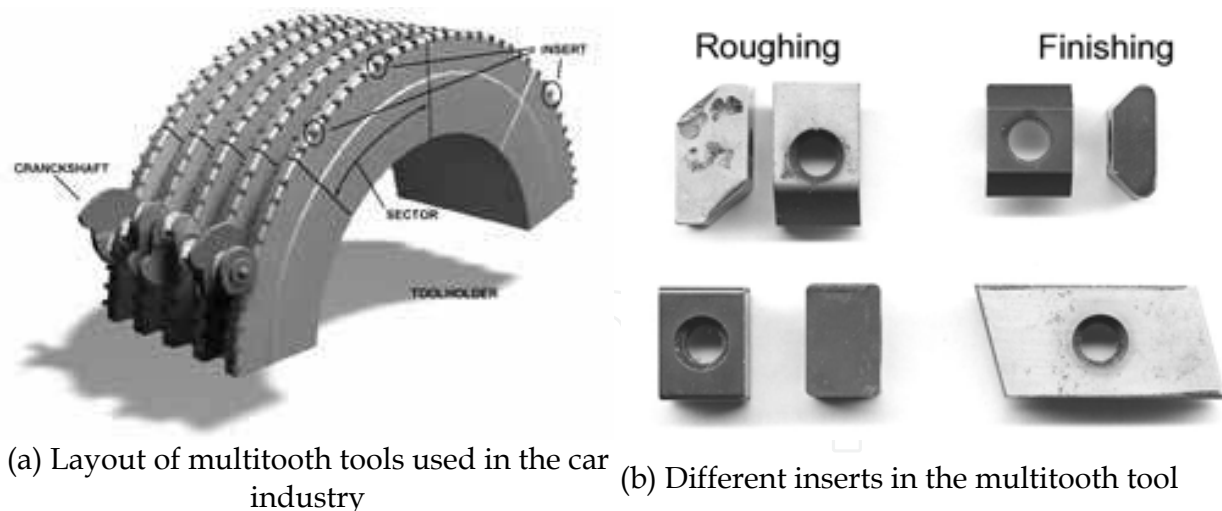 Roughing
Finishing
INSERT
CRANCKSHAFT
SECTOR
TOOLHOLDER
(a) Layout of multitooth tools used in the car
industry
(b) Different inserts in the multitooth tool